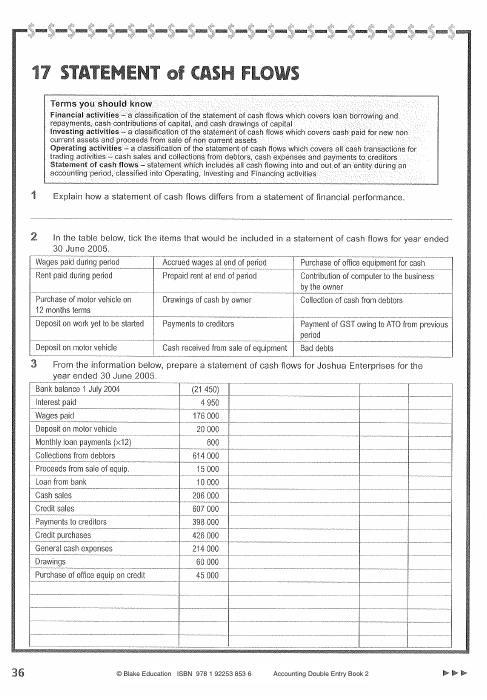 17 STATEMENT of CASH FLOWS
Terms you should know
Financial activities – a classification of the statement of cash flows which covers loan borrowing and
repayments, cash contributions of capital, and cash drawings of capital
Investing activities – a classification of the statement of cash flows which covers cash paid for new non
current assets and proceeds from sale of non current assets
Operating activities – a classification of the statement of cash flows which covers all cash transactions for
trading activities – cash sales and collections from debtors, cash expenses and payments to creditors
Statement of cash flows – statement which includes all cash flowing into and out of an entity during an
accounting period, classified into Operating, Investing and Financing activities
1 Explain how a statement of cash flows differs from a statement of financial performance.
2 In the table below, tick the items that would be included in a statement of cash flows for year ended
30 June 2005.
Wages paid during period Accrued wages at end of period Purchase of office equipment for cash
Rent paid during period Prepaid rent at end of period Contribution of computer to the business
by the owner
Purchase of motor vehicle on Drawings of cash by owner Collection of cash from debtors
12 months terms
Deposit on work yet to be started Payments to creditors Payment of GST owing to ATO from previous
period
Deposit on motor vehicle Cash received from sale of equipment Bad debts
3 From the information below, prepare a statement of cash flows for Joshua Enterprises for the
year ended 30 June 2005.
Bank balance 1 July 2004 (21 450)
Interest paid 4 950
Wages paid 176 000
Deposit on motor vehicle 20 000
Monthly loan payments (x12) 600
Collections from debtors 614 000
Proceeds from sale of equip. 15 000
Loan from bank 10 000
Cash sales 206 000
Credit sales 607 000
Payments to creditors 398 000
Credit purchases 426 000
General cash expenses 214 000
Drawings 60 000
Purchase of office equip on credit 45 000
36 © Blake Education ISBN 978 1 92253 853 6 Accounting Double Entry Book 2